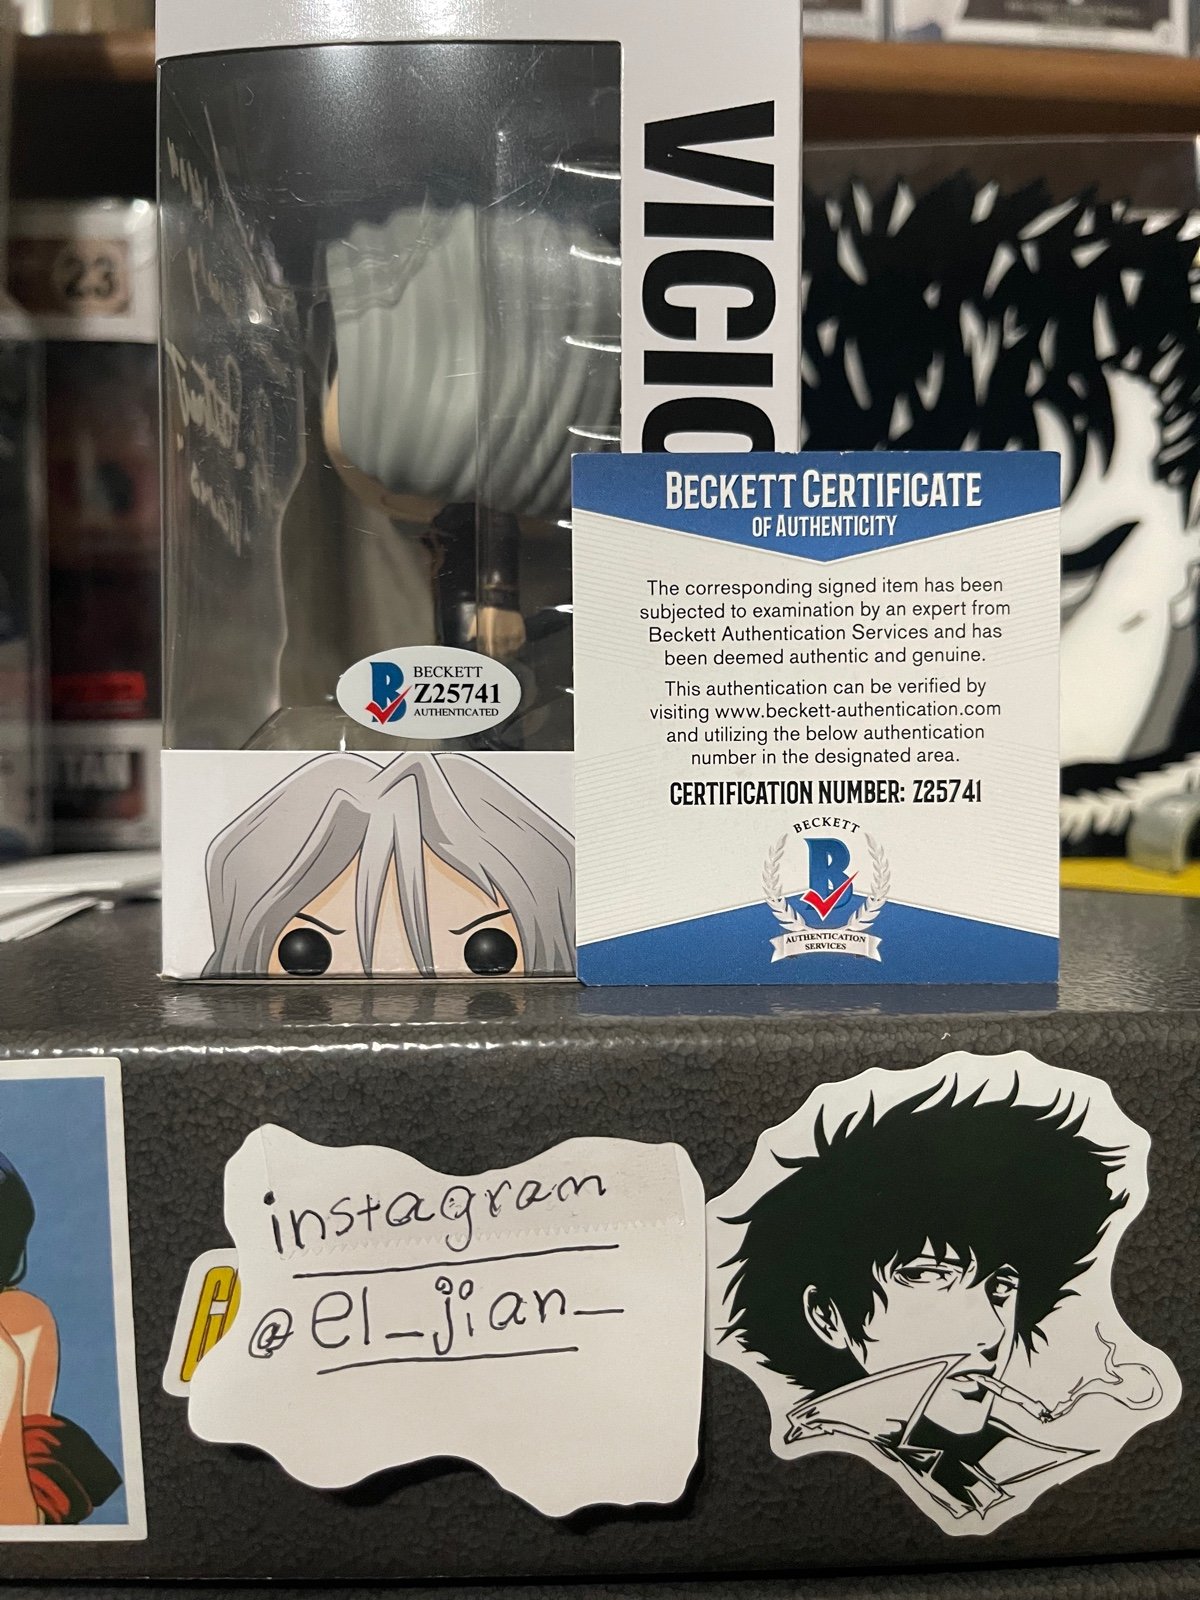 23
VICIO
BECKETT
Z25741
AUTHENTICATED
BECKETT CERTIFICATE
OF AUTHENTICITY
The corresponding signed item has been
subjected to examination by an expert from
Beckett Authentication Services and has
been deemed authentic and genuine.
This authentication can be verified by
visiting www.beckett-authentication.com
and utilizing the below authentication
number in the designated area.
CERTIFICATION NUMBER: Z25741
BECKETT
B
AUTHENTICATION
SERVICES
instagram
@el_jian_